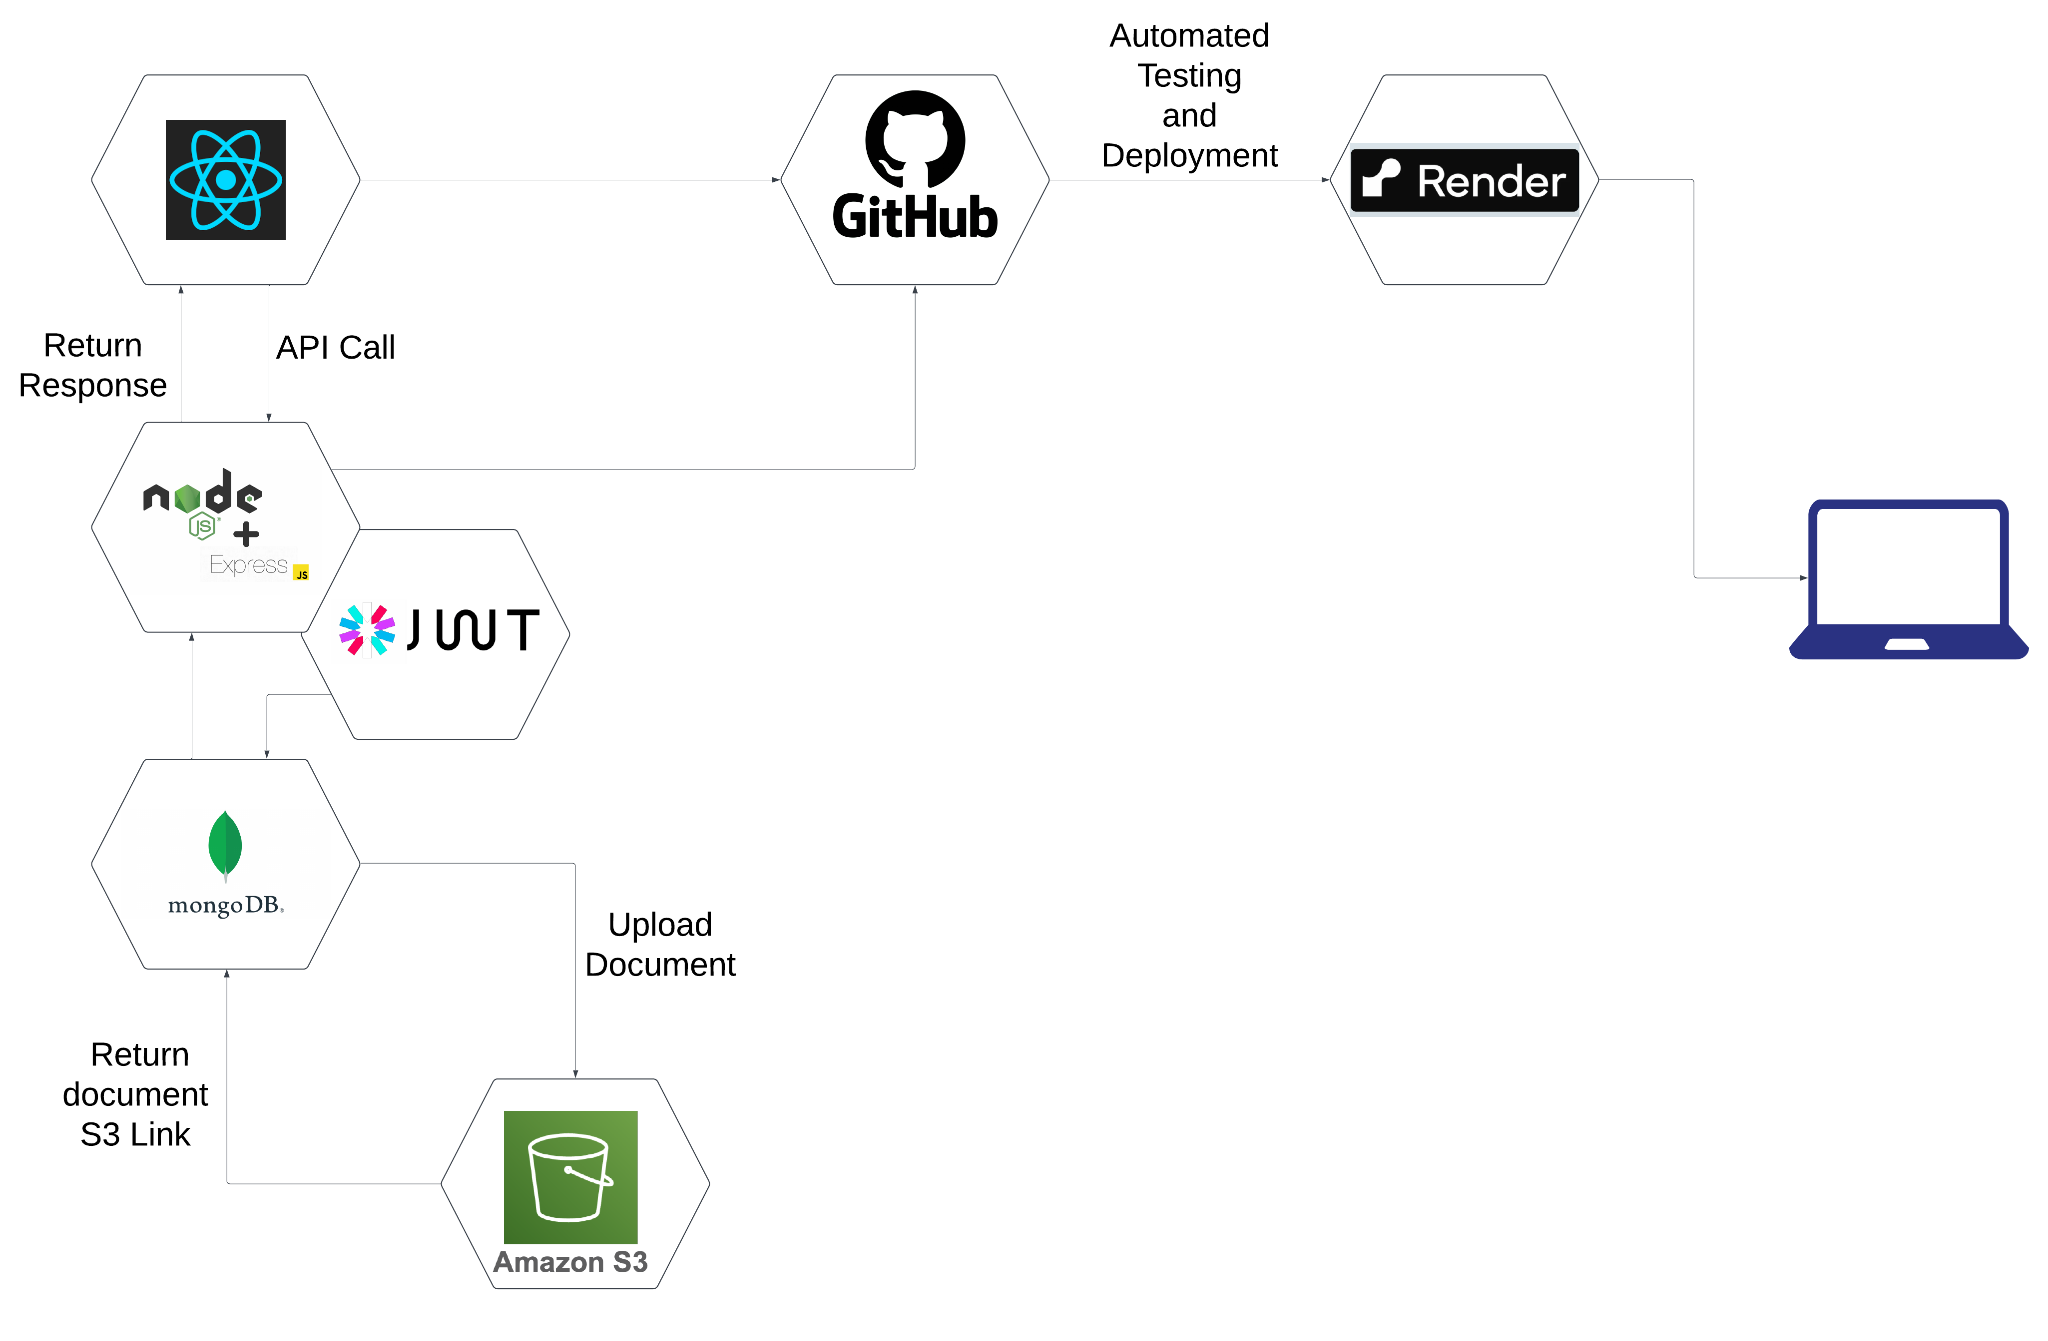 Automated
Testing
and
Deployment
GitHub
Render
Return
Response
API Call
node
JS
+
Express
JS
JWT
mongoDB
Upload
Document
Return
document
S3 Link
Amazon S3